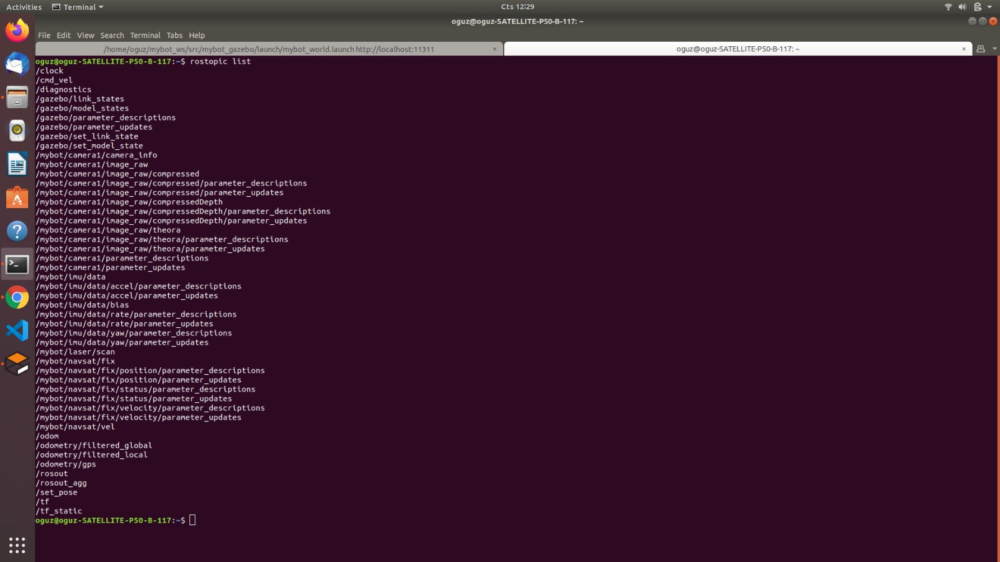 Activities Terminal Cts 12:29
oguz@oguz-SATELLITE-P50-B-117: ~
File Edit View Search Terminal Tabs Help
/home/oguz/mybot_ws/src/mybot_gazebo/launch/mybot_world.launch http://localhost:11311 × oguz@oguz-SATELLITE-P50-B-117: ~ ×
oguz@oguz-SATELLITE-P50-B-117:~$ rostopic list
/clock
/cmd_vel
/diagnostics
/gazebo/link_states
/gazebo/model_states
/gazebo/parameter_descriptions
/gazebo/parameter_updates
/gazebo/set_link_state
/gazebo/set_model_state
/mybot/camera1/camera_info
/mybot/camera1/image_raw
/mybot/camera1/image_raw/compressed
/mybot/camera1/image_raw/compressed/parameter_descriptions
/mybot/camera1/image_raw/compressed/parameter_updates
/mybot/camera1/image_raw/compressedDepth
/mybot/camera1/image_raw/compressedDepth/parameter_descriptions
/mybot/camera1/image_raw/compressedDepth/parameter_updates
/mybot/camera1/image_raw/theora
/mybot/camera1/image_raw/theora/parameter_descriptions
/mybot/camera1/image_raw/theora/parameter_updates
/mybot/camera1/parameter_descriptions
/mybot/camera1/parameter_updates
/mybot/imu/data
/mybot/imu/data/accel/parameter_descriptions
/mybot/imu/data/accel/parameter_updates
/mybot/imu/data/bias
/mybot/imu/data/rate/parameter_descriptions
/mybot/imu/data/rate/parameter_updates
/mybot/imu/data/yaw/parameter_descriptions
/mybot/imu/data/yaw/parameter_updates
/mybot/laser/scan
/mybot/navsat/fix
/mybot/navsat/fix/position/parameter_descriptions
/mybot/navsat/fix/position/parameter_updates
/mybot/navsat/fix/status/parameter_descriptions
/mybot/navsat/fix/status/parameter_updates
/mybot/navsat/fix/velocity/parameter_descriptions
/mybot/navsat/fix/velocity/parameter_updates
/mybot/navsat/vel
/odom
/odometry/filtered_global
/odometry/filtered_local
/odometry/gps
/rosout
/rosout_agg
/set_pose
/tf
/tf_static
oguz@oguz-SATELLITE-P50-B-117:~$